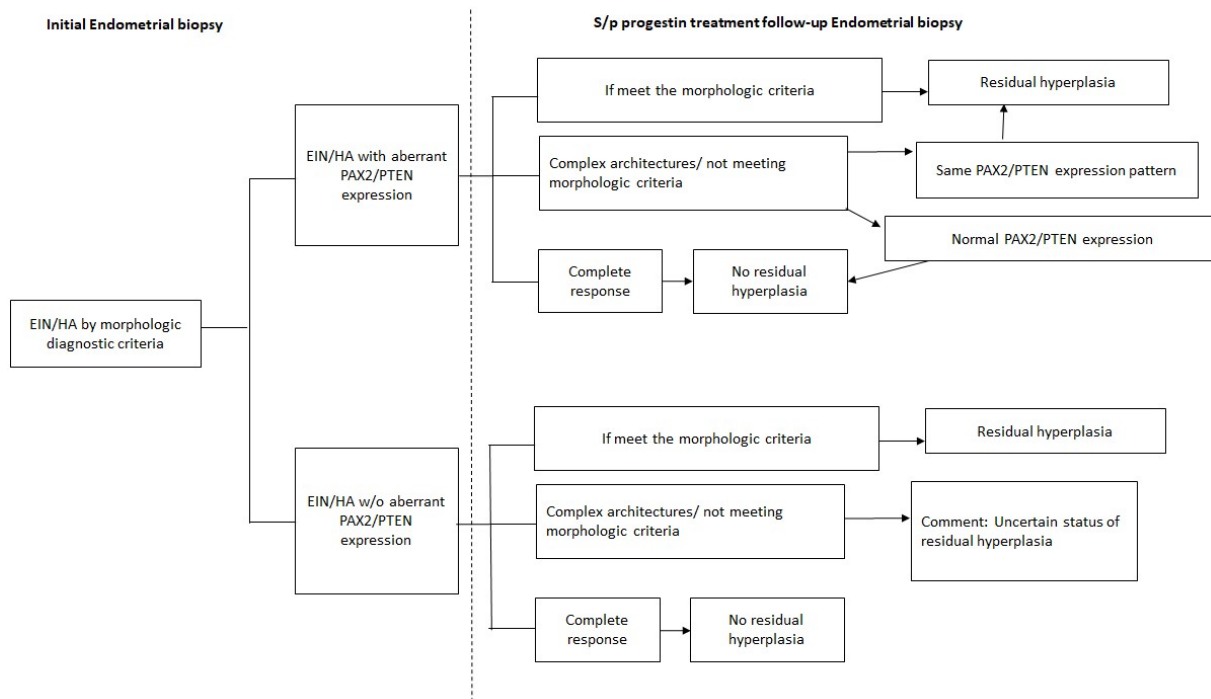 Initial Endometrial biopsy
S/p progestin treatment follow-up Endometrial biopsy
EIN/HA by morphologic
diagnostic criteria
EIN/HA with aberrant
PAX2/PTEN
expression
If meet the morphologic criteria
Residual hyperplasia
Complex architectures/ not meeting
morphologic criteria
Same PAX2/PTEN expression pattern
Normal PAX2/PTEN expression
Complete
response
No residual
hyperplasia
EIN/HA w/o aberrant
PAX2/PTEN
expression
If meet the morphologic criteria
Residual hyperplasia
Complex architectures/ not meeting
morphologic criteria
Comment: Uncertain status of
residual hyperplasia
Complete
response
No residual
hyperplasia